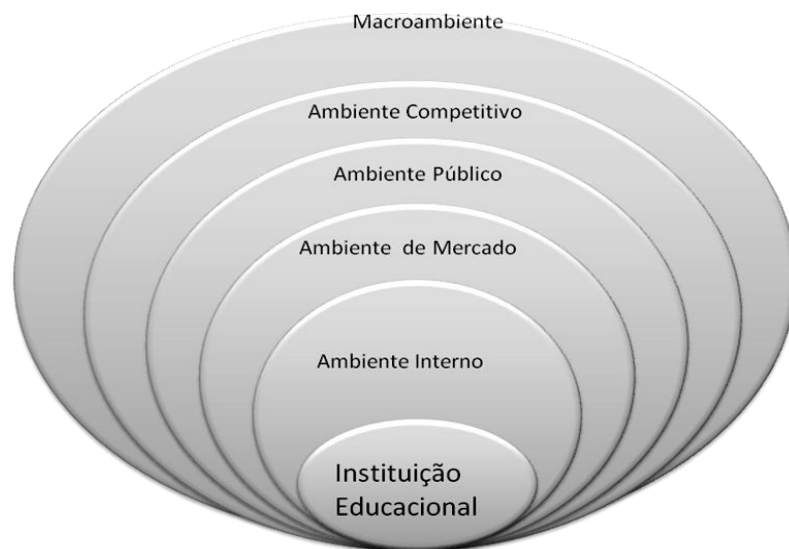 Macroambiente
Ambiente Competitivo
Ambiente Público
Ambiente de Mercado
Ambiente Interno
Instituição
Educacional